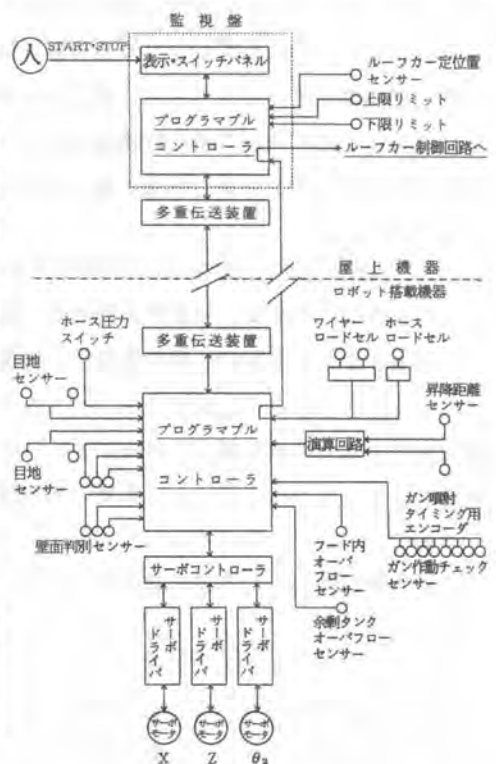 監視盤
人
START・STOP
表示・スイッチパネル
プログラマブル
コントローラ
ルーフカー定位置
センサー
上限リミット
下限リミット
ルーフカー制御回路へ
多重伝送装置
屋上機器
ロボット搭載機器
多重伝送装置
ホース圧力
スイッチ
目地
センサー
目地
センサー
壁面判別センサー
プログラマブル
コントローラ
ワイヤー
ロードセル
ホース
ロードセル
昇降距離
センサー
演算回路
ガン噴射
タイミング用
エンコーダ
ガン作動チェック
センサー
フード内
オーバ
フロー
センサー
余剰タンク
オーバフロー
センサー
サーボコントローラ
サーボ
ドライバ
サーボ
ドライバ
サーボ
ドライバ
サーボ
モータ
サーボ
モータ
サーボ
モータ
X
Z
θ₂